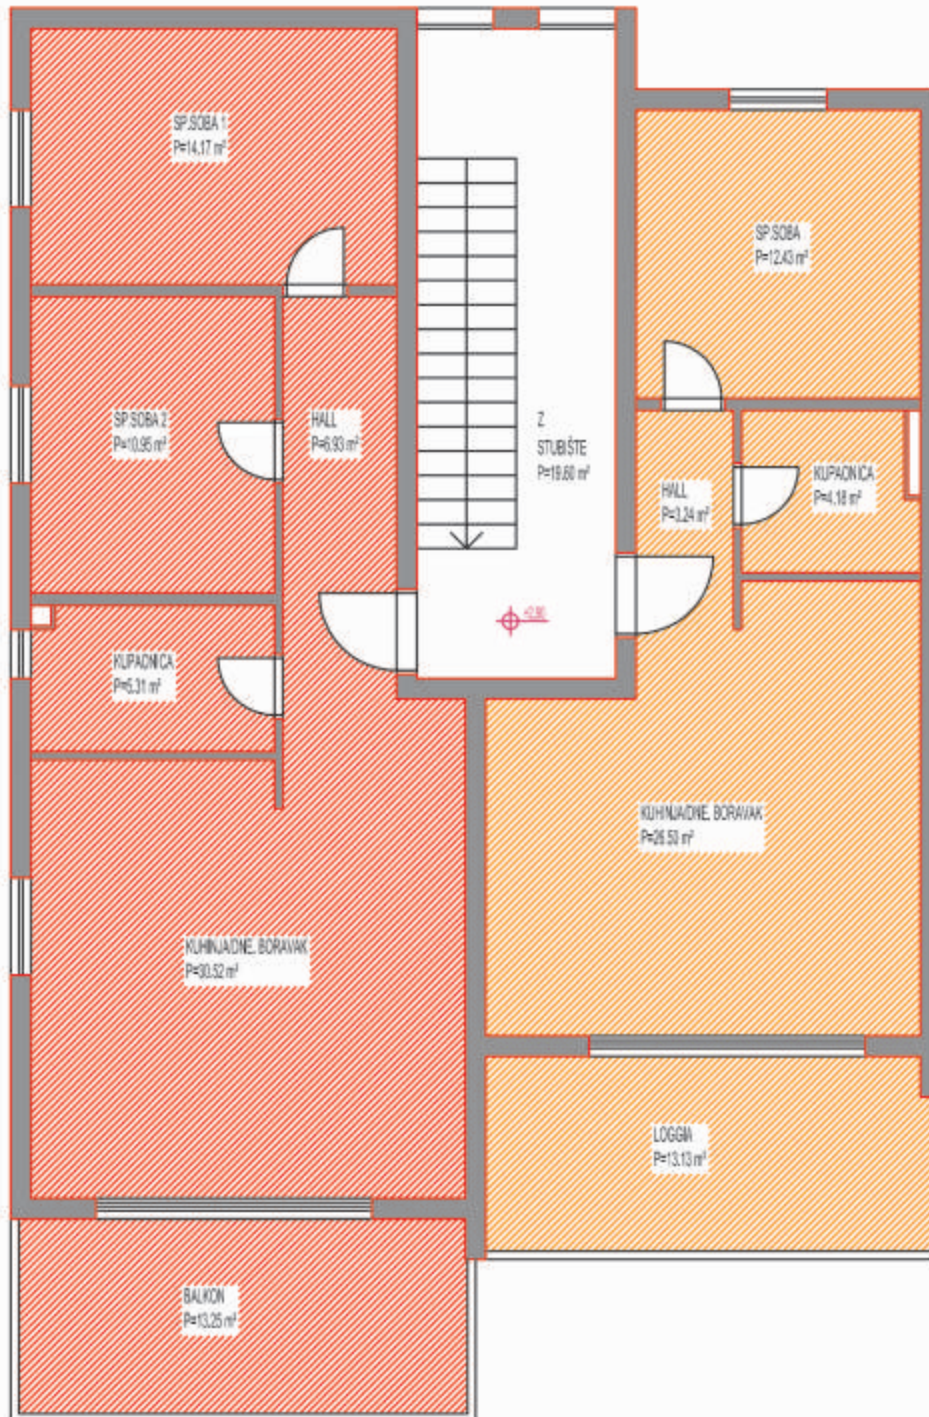 SP.SOBA 1
P=14.17 m²
SP.SOBA
P=12.43 m²
SP.SOBA 2
P=10.95 m²
HALL
P=6.93 m²
Z
STUBIŠTE
P=19.60 m²
HALL
P=3.24 m²
KUPAONICA
P=4.18 m²
+2.90
KUPAONICA
P=5.31 m²
KUHINJA/DNE. BORAVAK
P=26.50 m²
KUHINJA/DNE. BORAVAK
P=30.52 m²
LOGGIA
P=13.13 m²
BALKON
P=13.25 m²